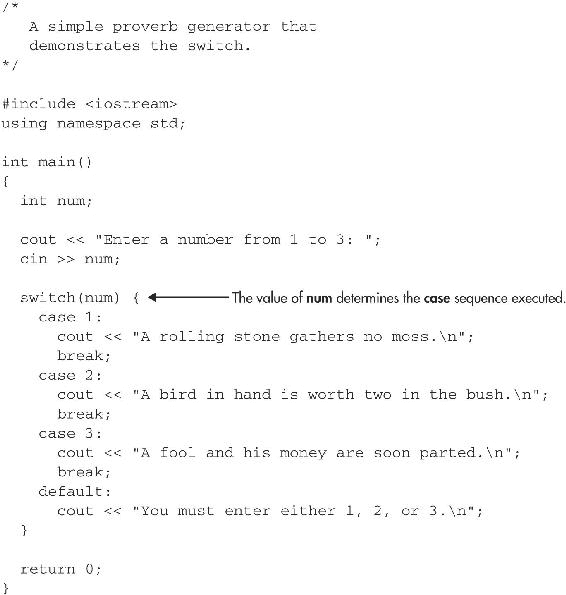 /*
   A simple proverb generator that
   demonstrates the switch.
*/
#include <iostream>
using namespace std;
int main()
{
  int num;
  cout << "Enter a number from 1 to 3: ";
  cin >> num;
  switch(num) { The value of num determines the case sequence executed.
    case 1:
      cout << "A rolling stone gathers no moss.\n";
      break;
    case 2:
      cout << "A bird in hand is worth two in the bush.\n";
      break;
    case 3:
      cout << "A fool and his money are soon parted.\n";
      break;
    default:
      cout << "You must enter either 1, 2, or 3.\n";
  }
  return 0;
}